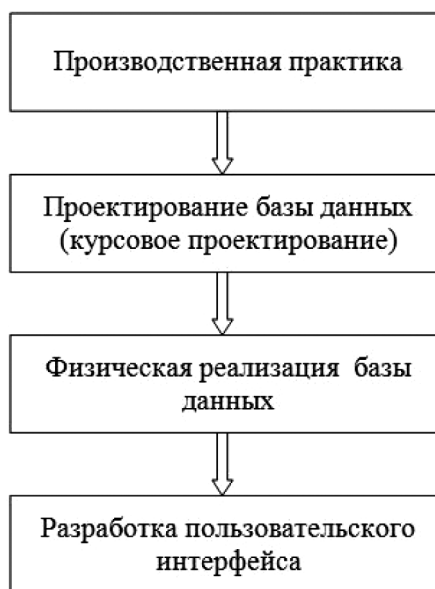 Производственная практика
Проектирование базы данных
(курсовое проектирование)
Физическая реализация базы
данных
Разработка пользовательского
интерфейса